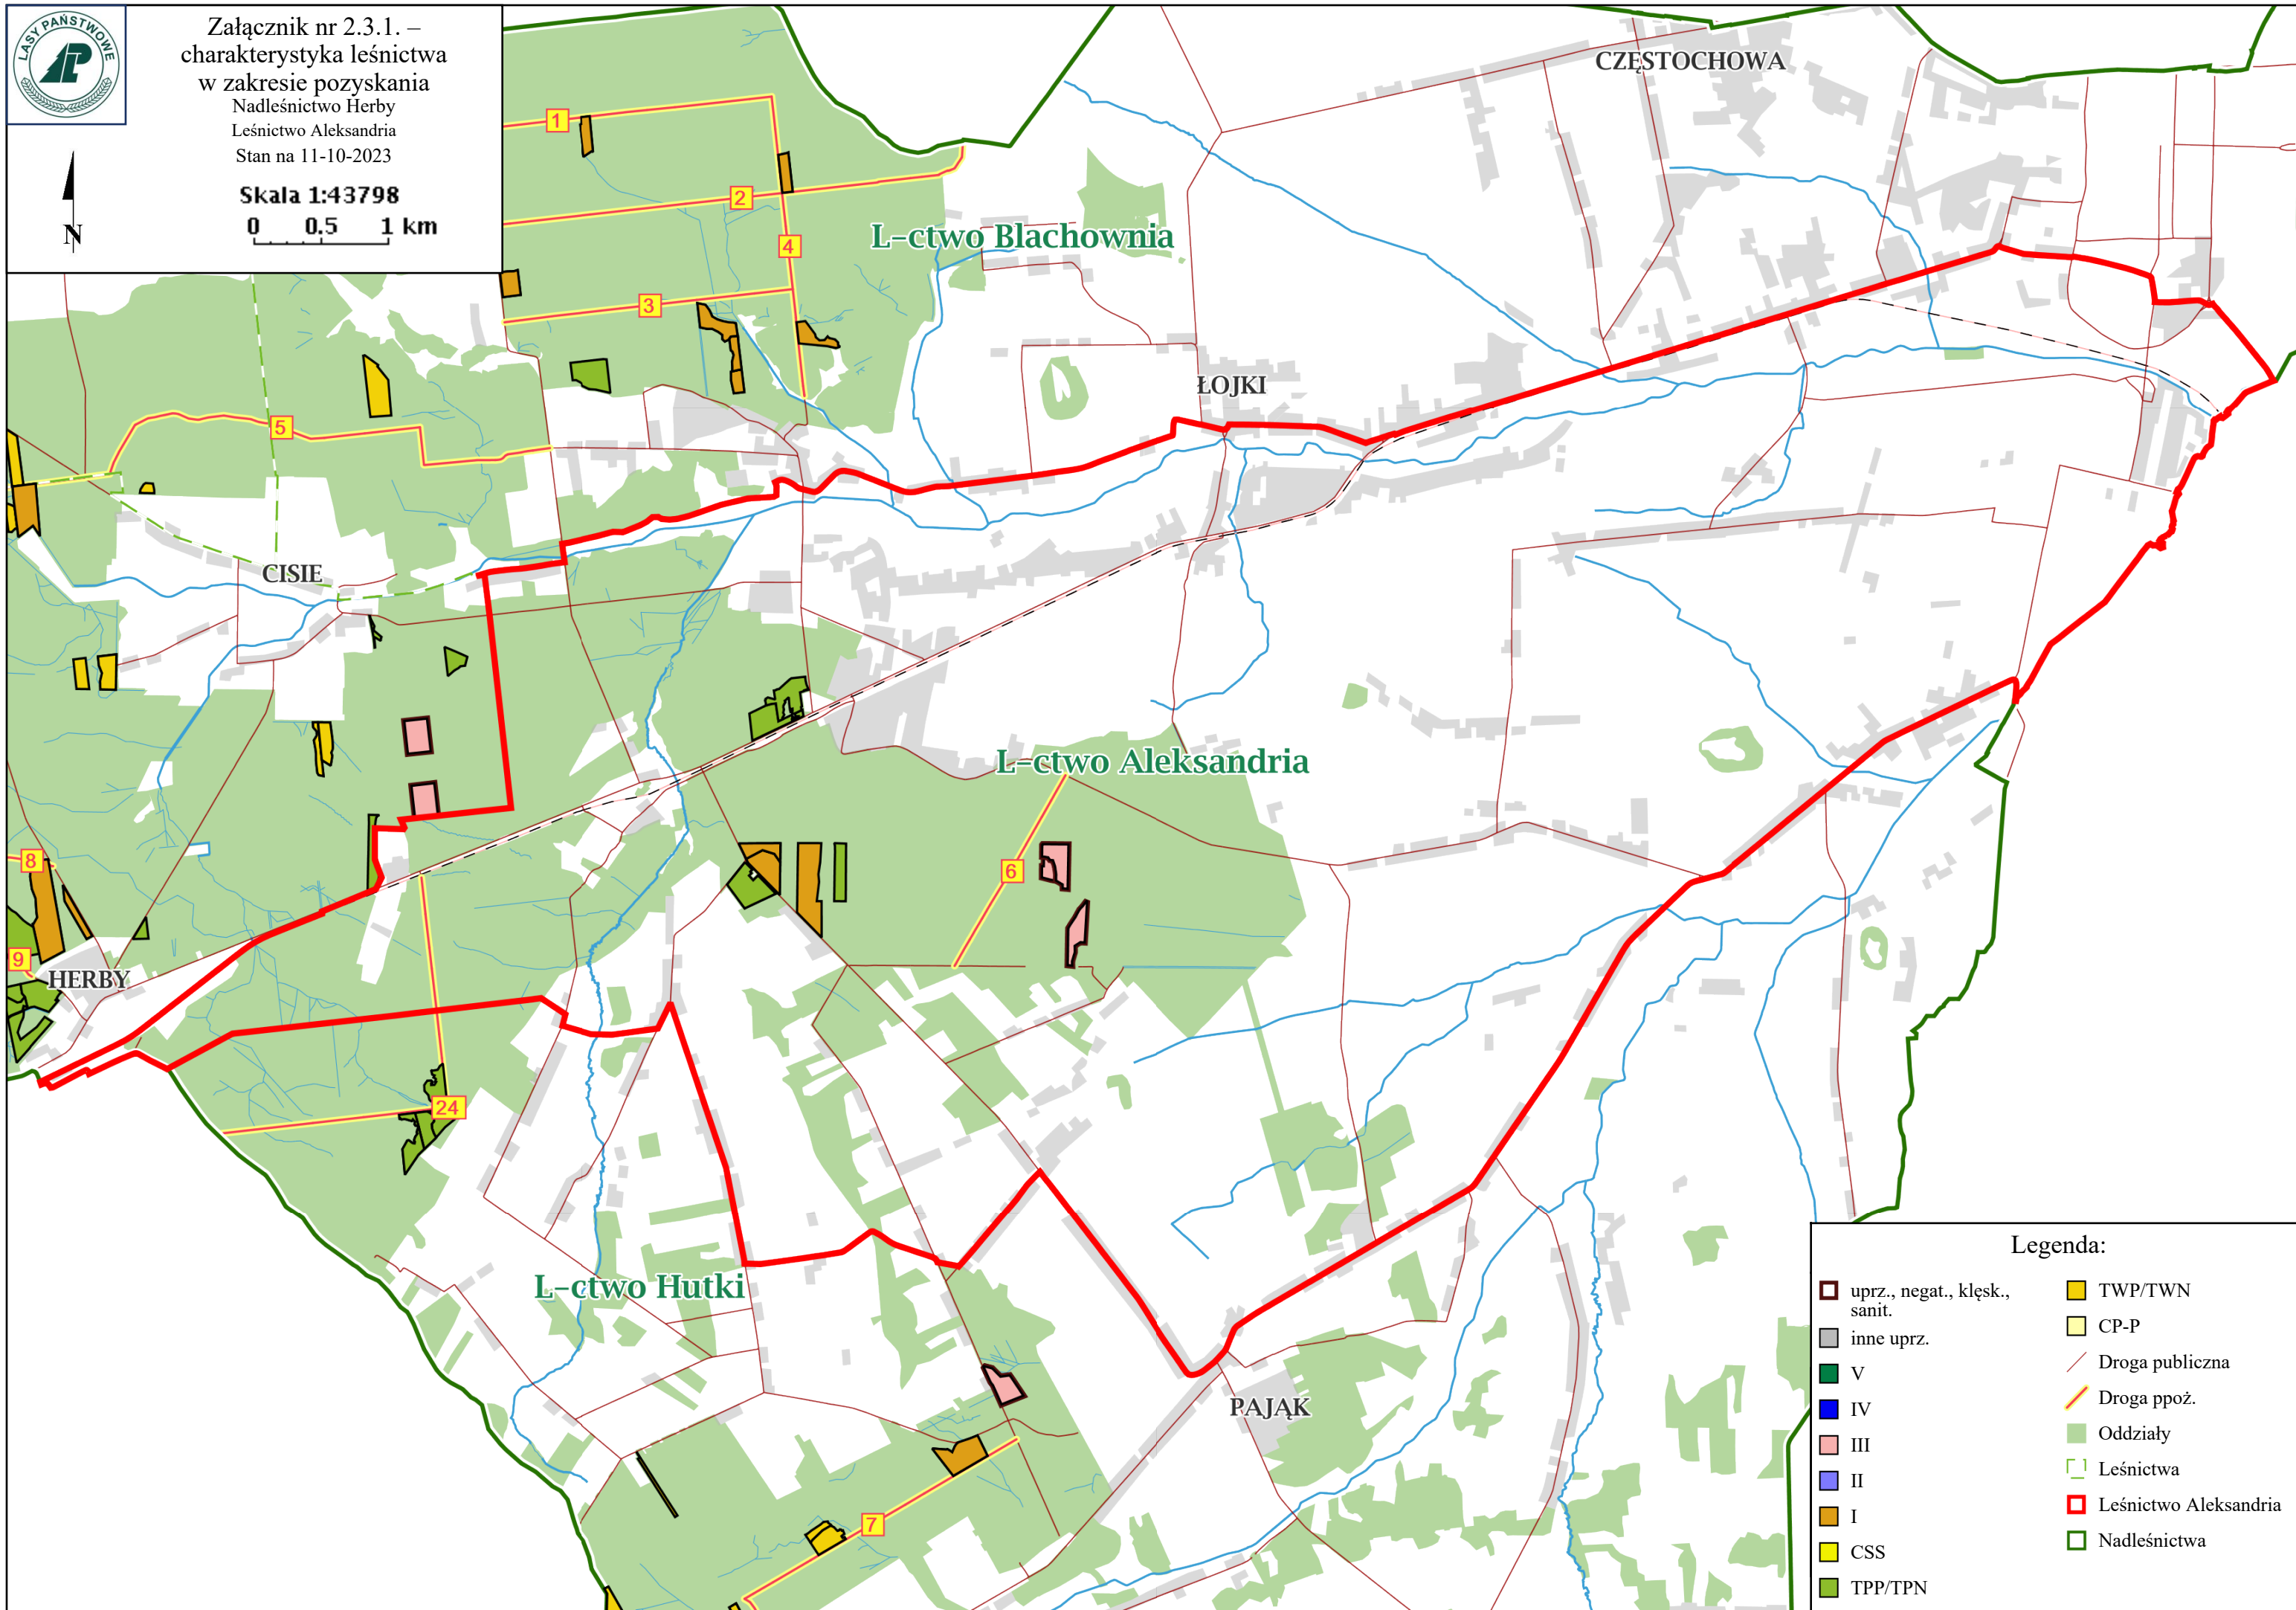 LASY PAŃSTWOWE
Załącznik nr 2.3.1. –
charakterystyka leśnictwa
w zakresie pozyskania
Nadleśnictwo Herby
Leśnictwo Aleksandria
Stan na 11-10-2023
Skala 1:43798
0 0.5 1 km
N
CZĘSTOCHOWA
1
2
L-ctwo Blachownia
4
3
ŁOJKI
5
CISIE
L-ctwo Aleksandria
8
6
9
HERBY
24
L-ctwo Hutki
PAJĄK
7
Legenda:
uprz., negat., klęsk.,
sanit.
inne uprz.
V
IV
III
II
I
CSS
TPP/TPN
TWP/TWN
CP-P
Droga publiczna
Droga ppoż.
Oddziały
Leśnictwa
Leśnictwo Aleksandria
Nadleśnictwa